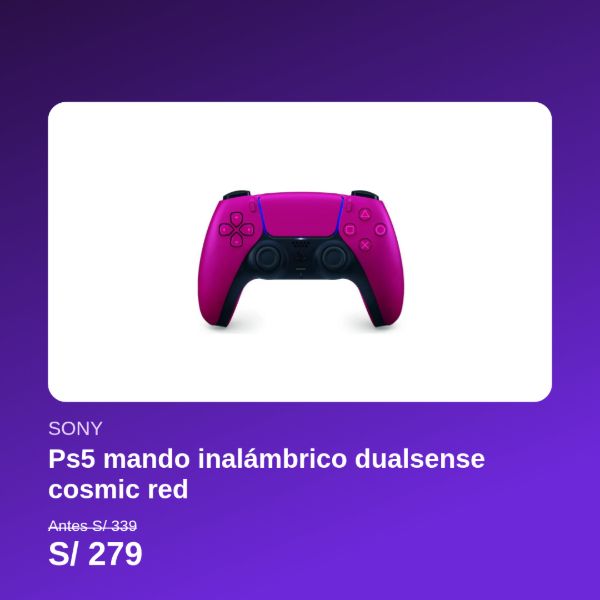 SONY
Ps5 mando inalámbrico dualsense
cosmic red
Antes S/ 339
S/ 279